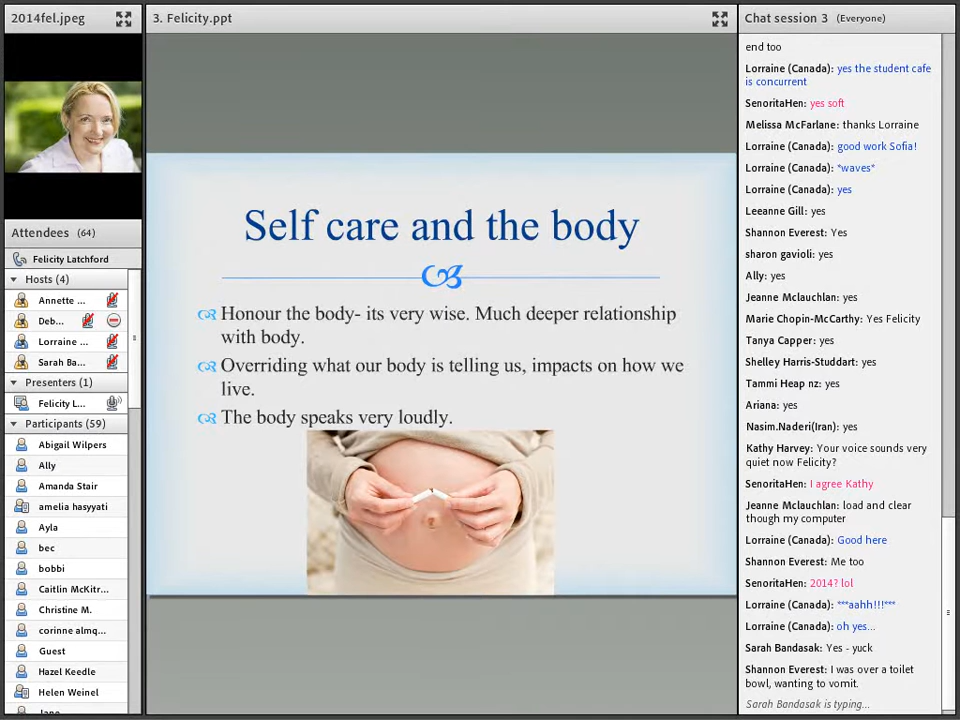 2014fel.jpeg
Attendees (64)
Felicity Latchford
Hosts (4)
Annette ...
Deb...
Lorraine ...
Sarah Ba...
Presenters (1)
Felicity L...
Participants (59)
Abigail Wilpers
Ally
Amanda Stair
amelia hasyyati
Ayla
bec
bobbi
Caitlin McKitr...
Christine M.
corinne almq...
Guest
Hazel Keedle
Helen Weinel
3. Felicity.ppt
Self care and the body
Honour the body- its very wise. Much deeper relationship
with body.
Overriding what our body is telling us, impacts on how we
live.
The body speaks very loudly.
Chat session 3 (Everyone)
end too
Lorraine (Canada): yes the student cafe
is concurrent
SenoritaHen: yes soft
Melissa McFarlane: thanks Lorraine
Lorraine (Canada): good work Sofia!
Lorraine (Canada): *waves*
Lorraine (Canada): yes
Leeanne Gill: yes
Shannon Everest: Yes
sharon gavioli: yes
Ally: yes
Jeanne Mclauchlan: yes
Marie Chopin-McCarthy: Yes Felicity
Tanya Capper: yes
Shelley Harris-Studdart: yes
Tammi Heap nz: yes
Ariana: yes
Nasim.Naderi(Iran): yes
Kathy Harvey: Your voice sounds very
quiet now Felicity?
SenoritaHen: I agree Kathy
Jeanne Mclauchlan: load and clear
though my computer
Lorraine (Canada): Good here
Shannon Everest: Me too
SenoritaHen: 2014? lol
Lorraine (Canada): ***aahh!!!***
Lorraine (Canada): oh yes...
Sarah Bandasak: Yes - yuck
Shannon Everest: I was over a toilet
bowl, wanting to vomit.
Sarah Bandasak is typing...